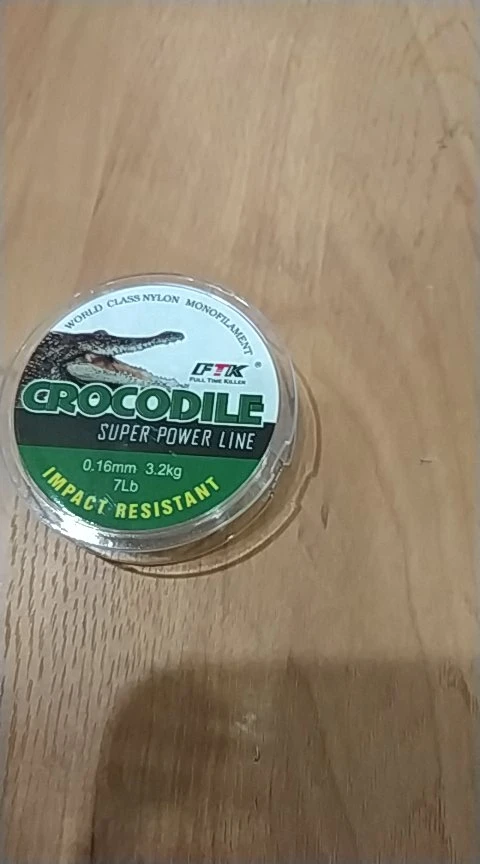 WORLD CLASS NYLON MONOFILAMENT
®
FTK
FULL TIME KILLER
CROCODILE
SUPER POWER LINE
0.16mm 3.2kg
7Lb
IMPACT RESISTANT